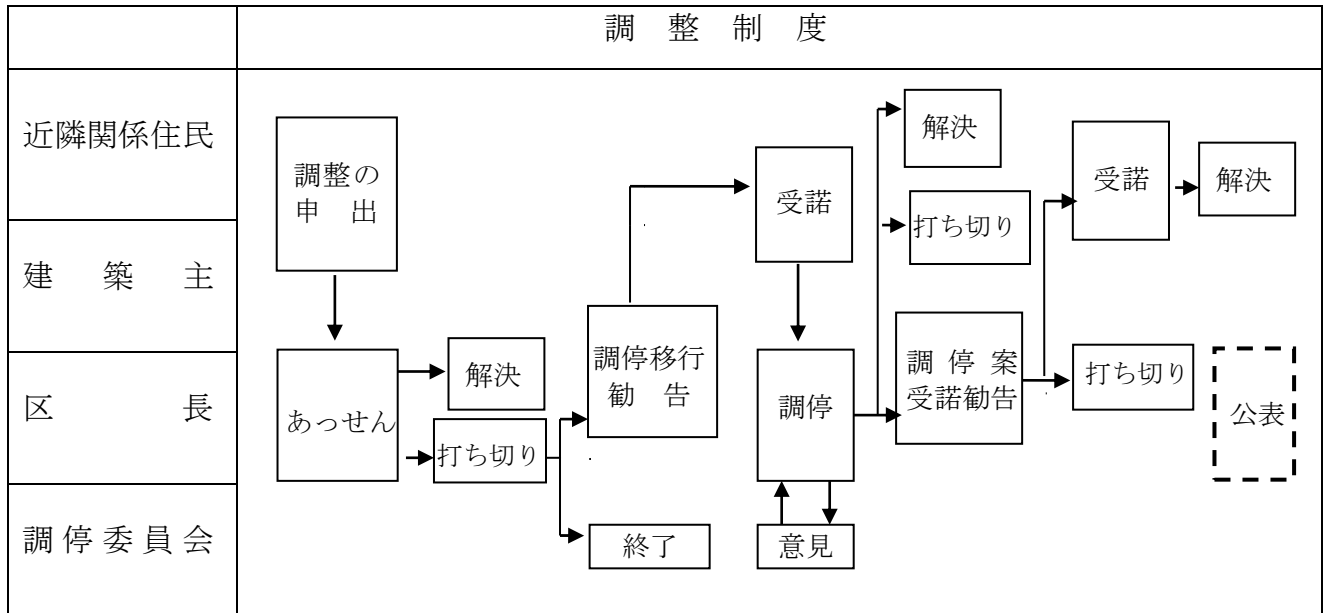 調整制度
近隣関係住民
建築主
区長
調停委員会
調整の
申出
あっせん
解決
打ち切り
調停移行
勧告
終了
受諾
調停
意見
解決
打ち切り
調停案
受諾勧告
受諾
解決
打ち切り
公表